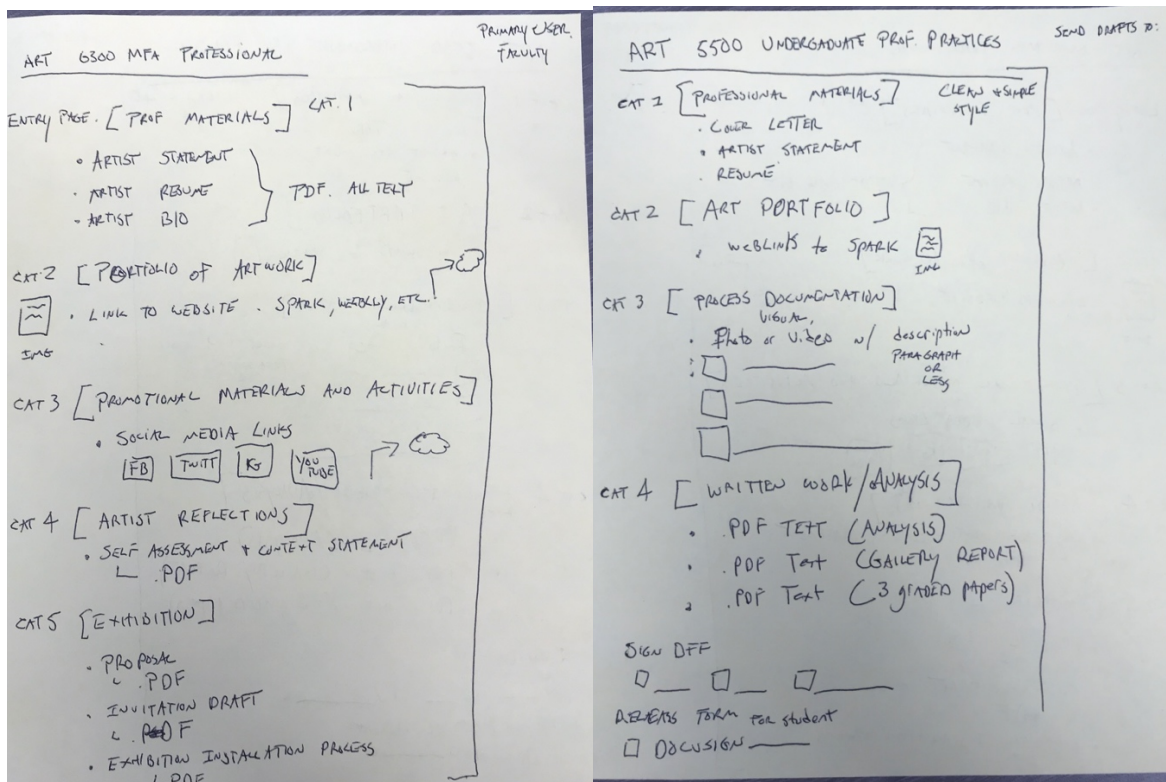 ART 6300 MFA PROFESSIONAL
PRIMARY USER.
FACULTY
ENTRY PAGE. [PROF MATERIALS] CAT. 1
• ARTIST STATEMENT
• ARTIST RESUME
• ARTIST BIO
PDF. ALL TEXT
CAT 2 [PORTFOLIO OF ARTWORK]
• LINK TO WEBSITE. SPARK, WEEBLY, ETC.
IMG
CAT 3 [PROMOTIONAL MATERIALS AND ACTIVITIES]
• SOCIAL MEDIA LINKS
FB TWITT IG YOUTUBE
CAT 4 [ARTIST REFLECTIONS]
• SELF ASSESSMENT + CONTEXT STATEMENT
.PDF
CAT 5 [EXHIBITION]
• PROPOSAL
.PDF
• INVITATION DRAFT
.PDF
• EXHIBITION INSTALLATION PROCESS
.PDF
ART 5500 UNDERGADUATE PROF. PRACTICES
SEND DRAFTS TO:
CAT 1 [PROFESSIONAL MATERIALS]
CLEAN + SIMPLE
STYLE
• COVER LETTER
• ARTIST STATEMENT
• RESUME
CAT 2 [ART PORTFOLIO]
• WEBLINKS to SPARK
IMG
CAT 3 [PROCESS DOCUMENTATION]
VISUAL,
• Photo or Video w/ description
PARAGRAPH
OR
LESS
CAT 4 [WRITTEN WORK/ANALYSIS]
• .PDF TEXT (ANALYSIS)
• .PDF Text (GALLERY REPORT)
• .PDF Text (3 graded papers)
SIGN OFF
FORM for student
DOCUSIGN